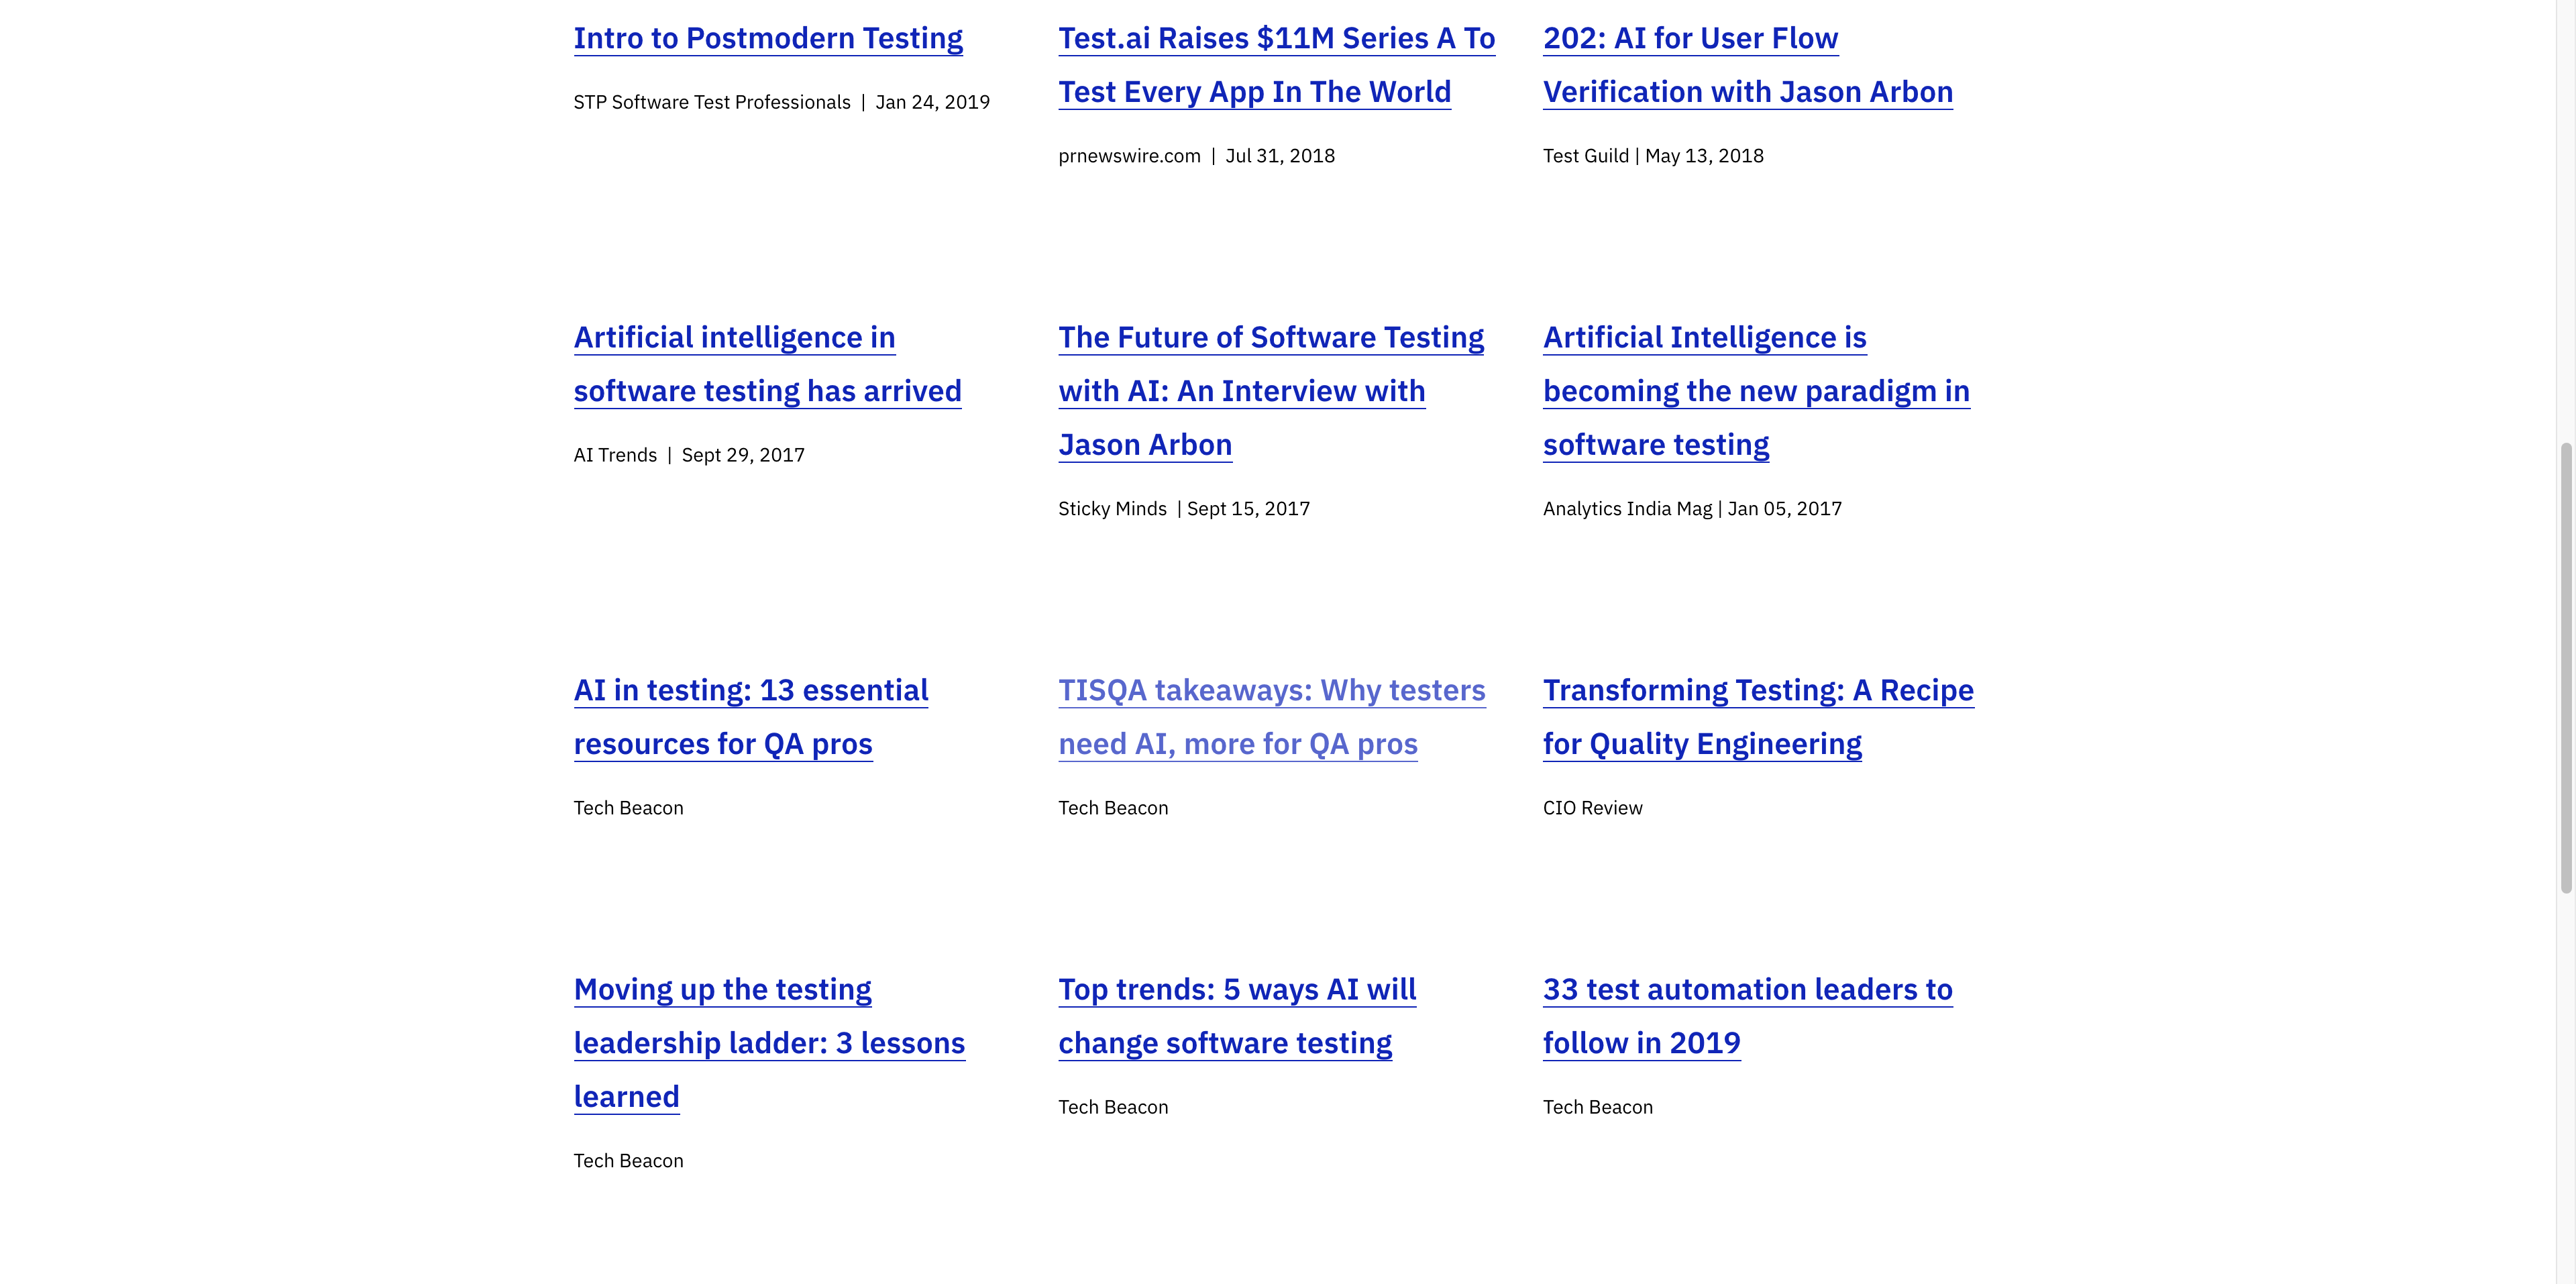 Intro to Postmodern Testing
STP Software Test Professionals | Jan 24, 2019
Test.ai Raises $11M Series A To
Test Every App In The World
prnewswire.com | Jul 31, 2018
202: AI for User Flow
Verification with Jason Arbon
Test Guild | May 13, 2018
Artificial intelligence in
software testing has arrived
AI Trends | Sept 29, 2017
The Future of Software Testing
with AI: An Interview with
Jason Arbon
Sticky Minds | Sept 15, 2017
Artificial Intelligence is
becoming the new paradigm in
software testing
Analytics India Mag | Jan 05, 2017
AI in testing: 13 essential
resources for QA pros
Tech Beacon
TISQA takeaways: Why testers
need AI, more for QA pros
Tech Beacon
Transforming Testing: A Recipe
for Quality Engineering
CIO Review
Moving up the testing
leadership ladder: 3 lessons
learned
Tech Beacon
Top trends: 5 ways AI will
change software testing
Tech Beacon
33 test automation leaders to
follow in 2019
Tech Beacon